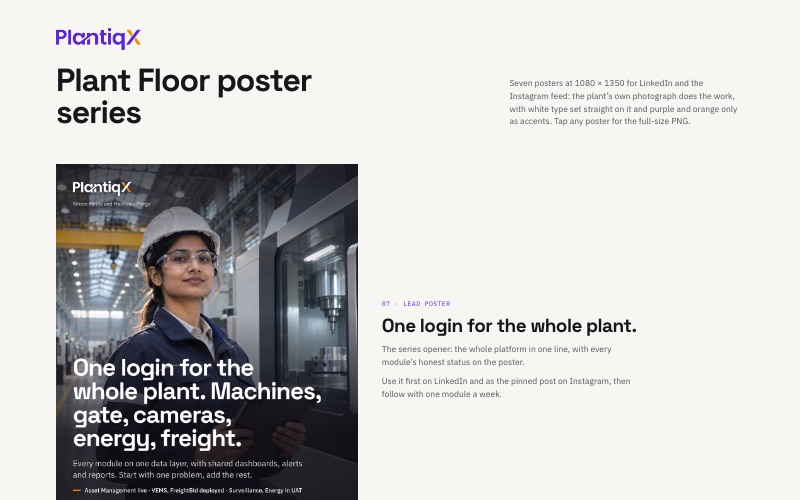 PlantiqX
Plant Floor poster
series
Seven posters at 1080 × 1350 for LinkedIn and the
Instagram feed: the plant's own photograph does the work,
with white type set straight on it and purple and orange only
as accents. Tap any poster for the full-size PNG.
PlantiqX
Where Minds and Machines Merge
One login for the
whole plant. Machines,
gate, cameras,
energy, freight.
Every module on one data layer, with shared dashboards, alerts
and reports. Start with one problem, add the rest.
Asset Management live · VEMS, FreightBid deployed · Surveillance, Energy in UAT
07 · LEAD POSTER
One login for the whole plant.
The series opener: the whole platform in one line, with every
module's honest status on the poster.
Use it first on LinkedIn and as the pinned post on Instagram, then
follow with one module a week.